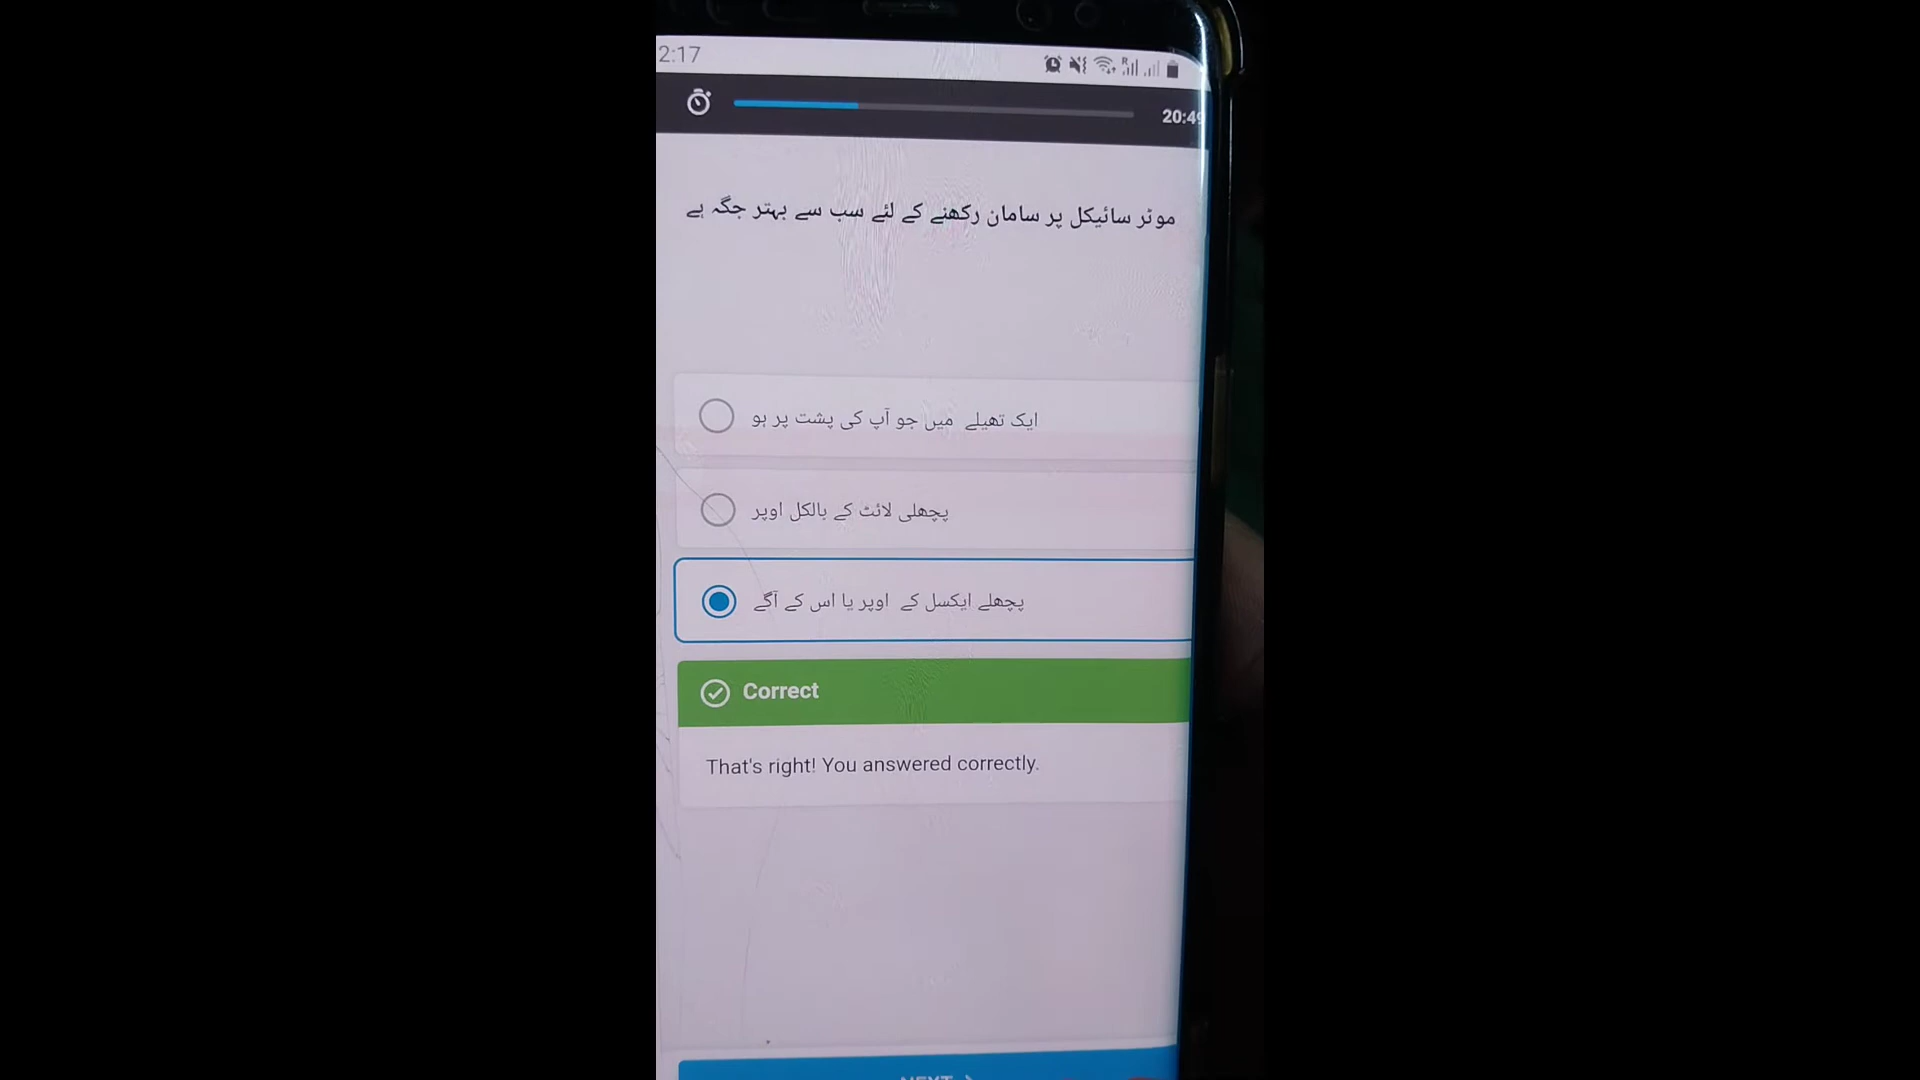 2:17
20:49
موٹر سائیکل پر سامان رکھنے کے لئے سب سے بہتر جگہ ہے
ایک تھیلے میں جو آپ کی پشت پر ہو
پچھلی لائٹ کے بالکل اوپر
پچھلے ایکسل کے اوپر یا اس کے آگے
Correct
That's right! You answered correctly.
NEXT